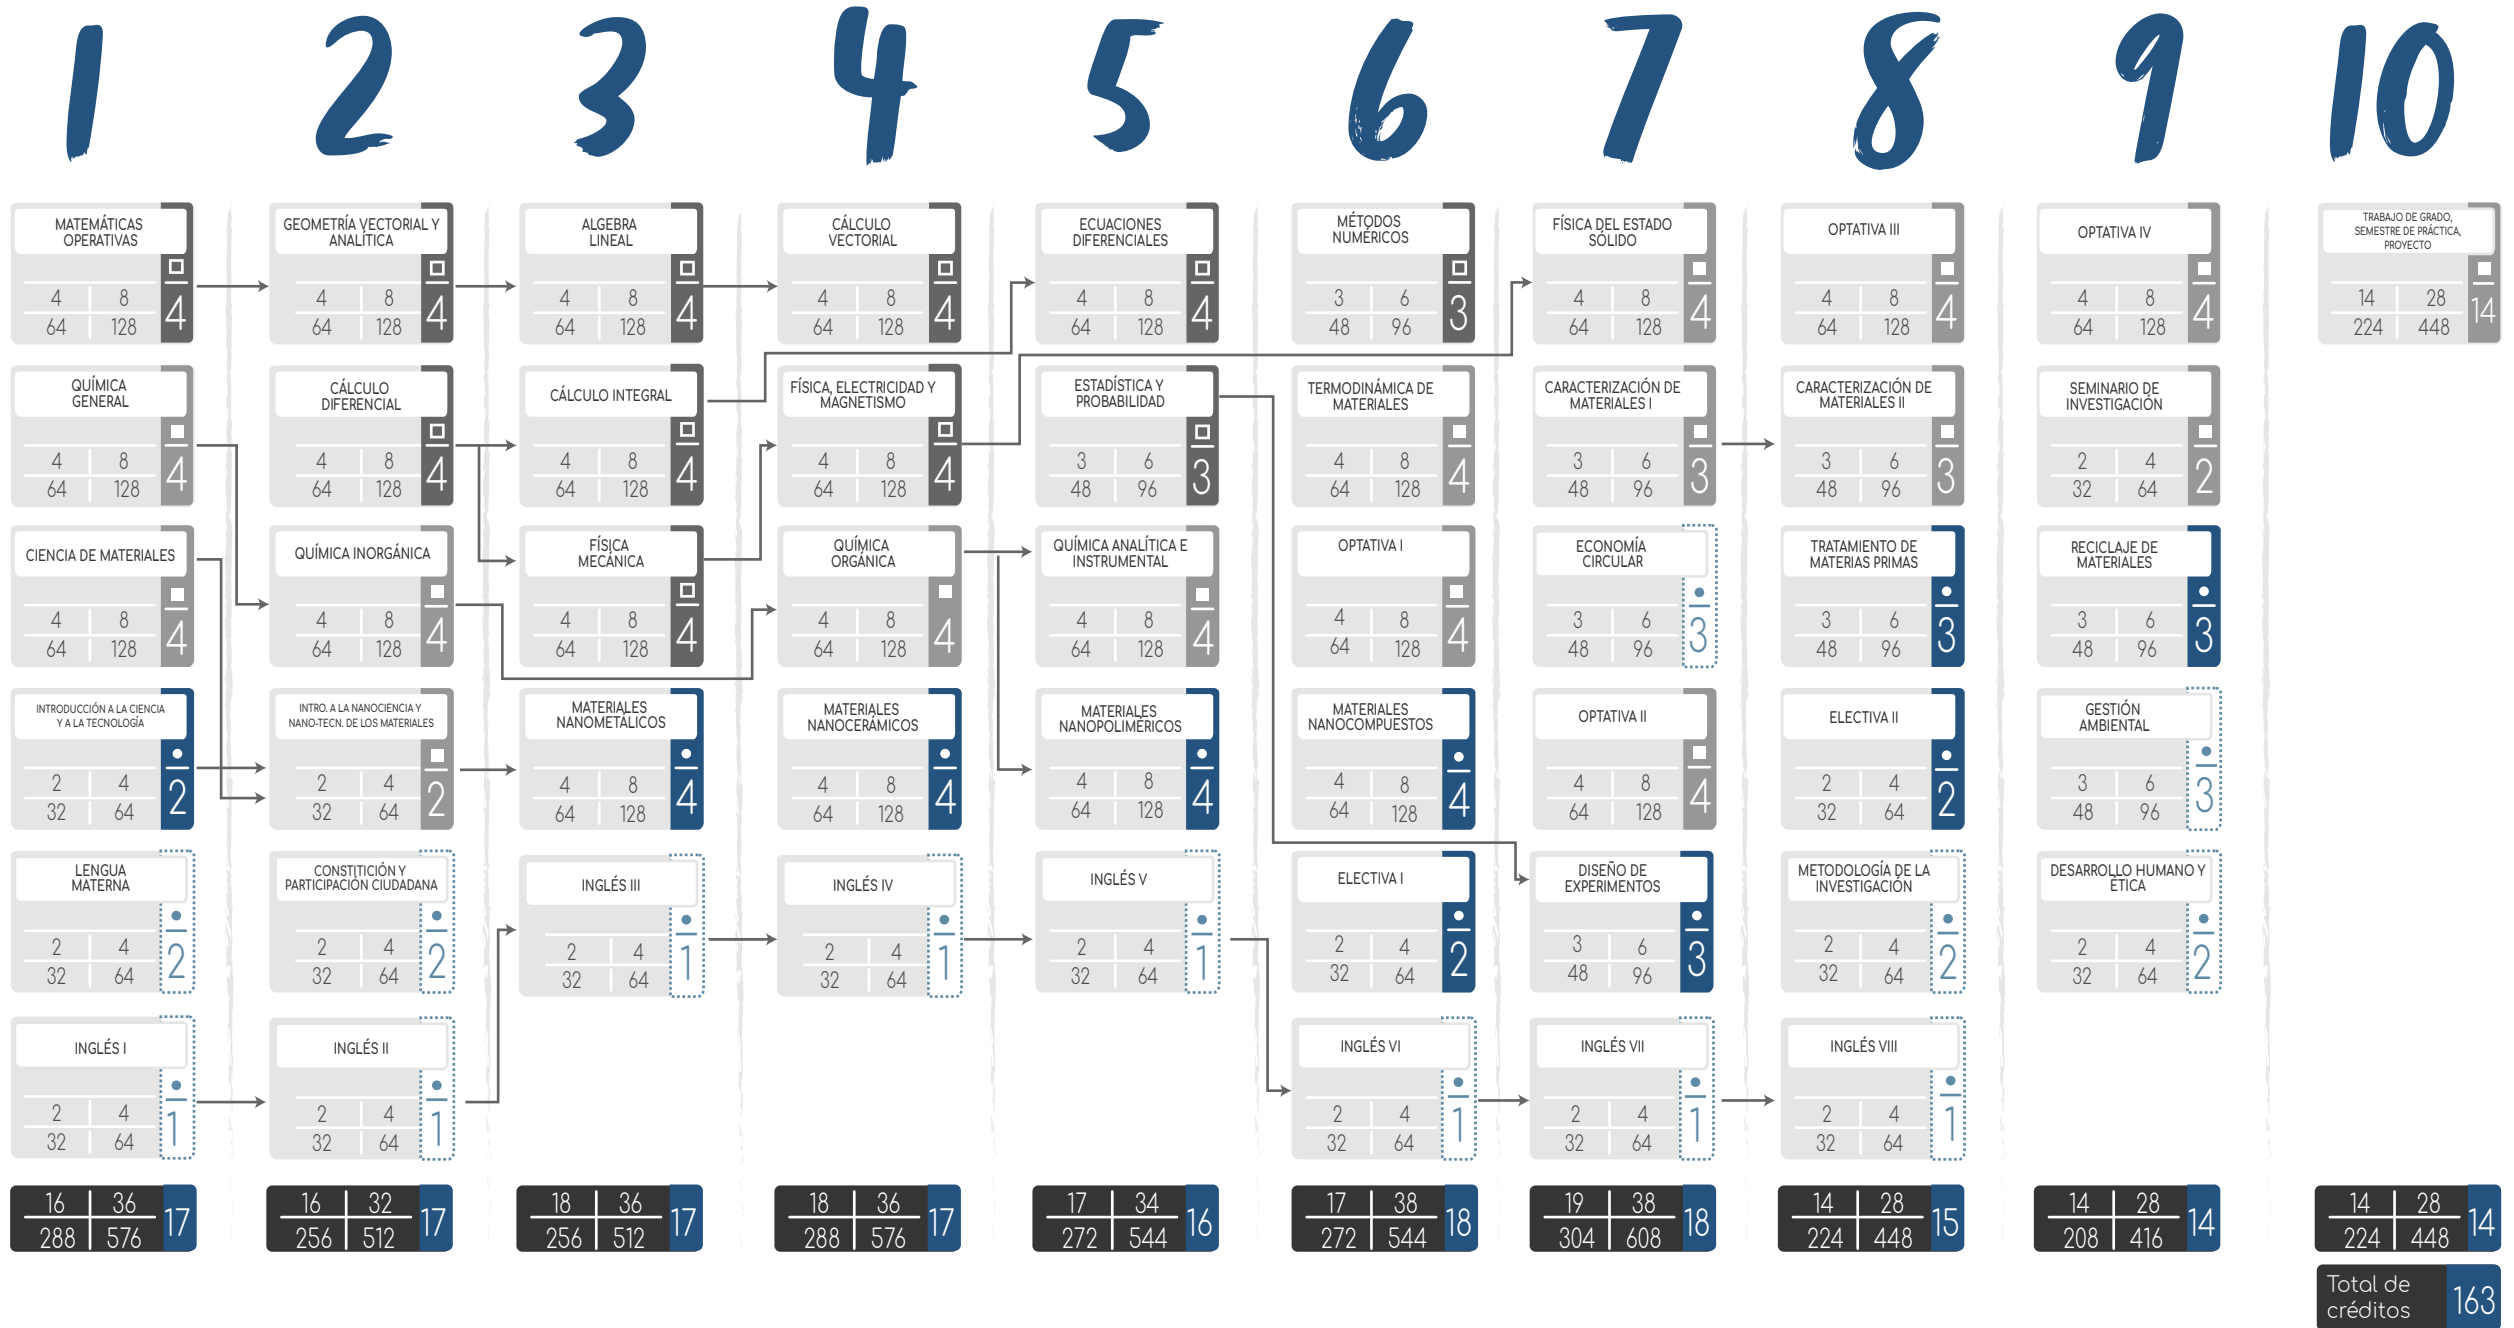 1
2
3
4
5
6
7
8
9
10
MATEMÁTICAS
OPERATIVAS
4 8
64 128
4
QUÍMICA
GENERAL
4 8
64 128
4
CIENCIA DE MATERIALES
4 8
64 128
4
INTRODUCCIÓN A LA CIENCIA
Y A LA TECNOLOGÍA
2 4
32 64
2
LENGUA
MATERNA
2 4
32 64
2
INGLÉS I
2 4
32 64
1
16 36
288 576
17
GEOMETRÍA VECTORIAL Y
ANALÍTICA
4 8
64 128
4
CÁLCULO
DIFERENCIAL
4 8
64 128
4
QUÍMICA INORGÁNICA
4 8
64 128
4
INTRO. A LA NANOCIENCIA Y
NANO-TECN. DE LOS MATERIALES
2 4
32 64
2
CONSTITICIÓN Y
PARTICIPACIÓN CIUDADANA
2 4
32 64
2
INGLÉS II
2 4
32 64
1
16 32
256 512
17
ALGEBRA
LINEAL
4 8
64 128
4
CÁLCULO INTEGRAL
4 8
64 128
4
FÍSICA
MECÁNICA
4 8
64 128
4
MATERIALES
NANOMETÁLICOS
4 8
64 128
4
INGLÉS III
2 4
32 64
1
18 36
256 512
17
CÁLCULO
VECTORIAL
4 8
64 128
4
FÍSICA, ELECTRICIDAD Y
MAGNETISMO
4 8
64 128
4
QUÍMICA
ORGÁNICA
4 8
64 128
4
MATERIALES
NANOCERÁMICOS
4 8
64 128
4
INGLÉS IV
2 4
32 64
1
18 36
288 576
17
ECUACIONES
DIFERENCIALES
4 8
64 128
4
ESTADÍSTICA Y
PROBABILIDAD
3 6
48 96
3
QUÍMICA ANALÍTICA E
INSTRUMENTAL
4 8
64 128
4
MATERIALES
NANOPOLIMÉRICOS
4 8
64 128
4
INGLÉS V
2 4
32 64
1
17 34
272 544
16
MÉTODOS
NUMÉRICOS
3 6
48 96
3
TERMODINÁMICA DE
MATERIALES
4 8
64 128
4
OPTATIVA I
4 8
64 128
4
MATERIALES
NANOCOMPUESTOS
4 8
64 128
4
ELECTIVA I
2 4
32 64
2
INGLÉS VI
2 4
32 64
1
17 38
272 544
18
FÍSICA DEL ESTADO
SÓLIDO
4 8
64 128
4
CARACTERIZACIÓN DE
MATERIALES I
3 6
48 96
3
ECONOMÍA
CIRCULAR
3 6
48 96
3
OPTATIVA II
4 8
64 128
4
DISEÑO DE
EXPERIMENTOS
3 6
48 96
3
INGLÉS VII
2 4
32 64
1
19 38
304 608
18
OPTATIVA III
4 8
64 128
4
CARACTERIZACIÓN DE
MATERIALES II
3 6
48 96
3
TRATAMIENTO DE
MATERIAS PRIMAS
3 6
48 96
3
ELECTIVA II
2 4
32 64
2
METODOLOGÍA DE LA
INVESTIGACIÓN
2 4
32 64
2
INGLÉS VIII
2 4
32 64
1
14 28
224 448
15
OPTATIVA IV
4 8
64 128
4
SEMINARIO DE
INVESTIGACIÓN
2 4
32 64
2
RECICLAJE DE
MATERIALES
3 6
48 96
3
GESTIÓN
AMBIENTAL
3 6
48 96
3
DESARROLLO HUMANO Y
ÉTICA
2 4
32 64
2
14 28
208 416
14
TRABAJO DE GRADO,
SEMESTRE DE PRÁCTICA,
PROYECTO
14 28
224 448
14
14 28
224 448
14
Total de
créditos
163